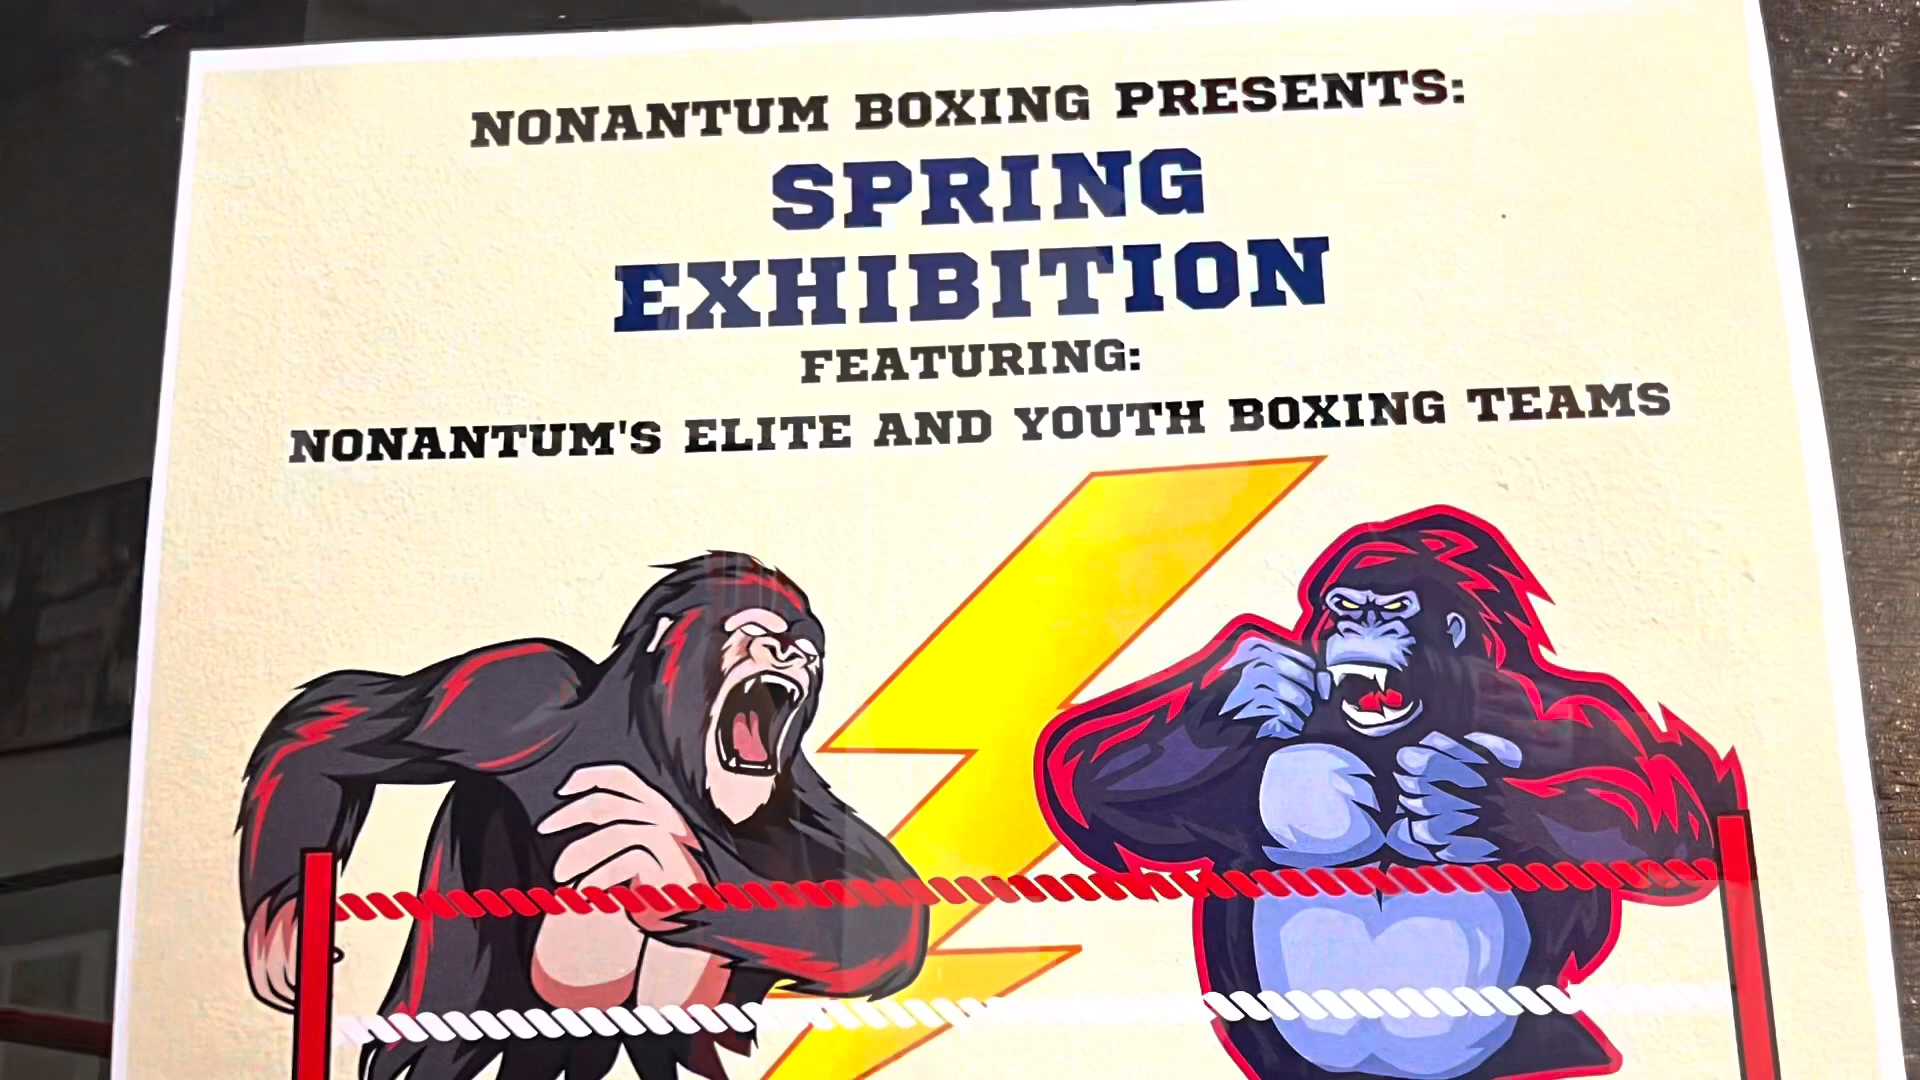 NONANTUM BOXING PRESENTS:
SPRING
EXHIBITION
FEATURING:
NONANTUM'S ELITE AND YOUTH BOXING TEAMS